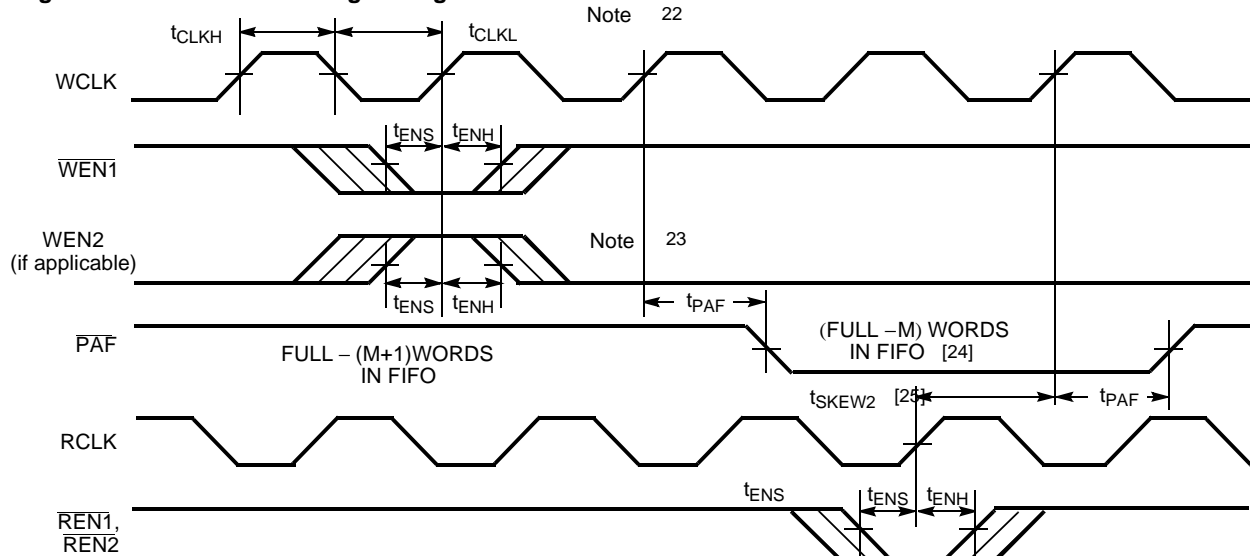 Note 22
tCLKH
tCLKL
WCLK
tENS
tENH
WEN1
WEN2
(if applicable)
Note 23
tENS
tENH
tPAF
PAF
FULL – (M+1)WORDS
IN FIFO
(FULL –M) WORDS
IN FIFO [24]
tSKEW2 [25]
tPAF
RCLK
tENS
tENS
tENH
REN1,
REN2